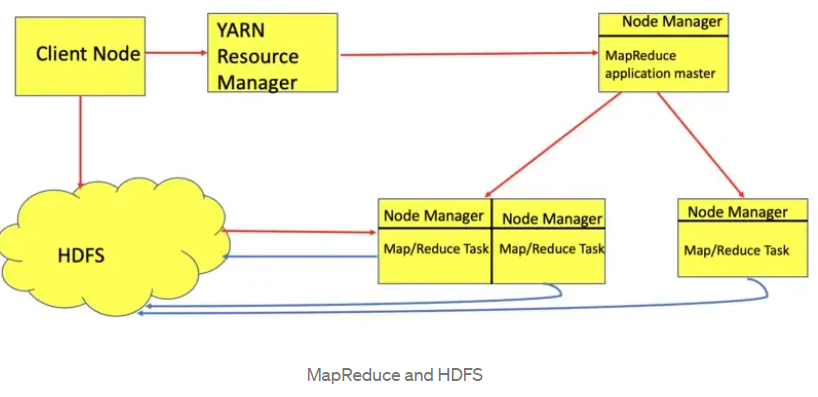 Client Node
YARN
Resource
Manager
Node Manager
MapReduce
application master
HDFS
Node Manager
Map/Reduce Task
Node Manager
Map/Reduce Task
Node Manager
Map/Reduce Task
MapReduce and HDFS